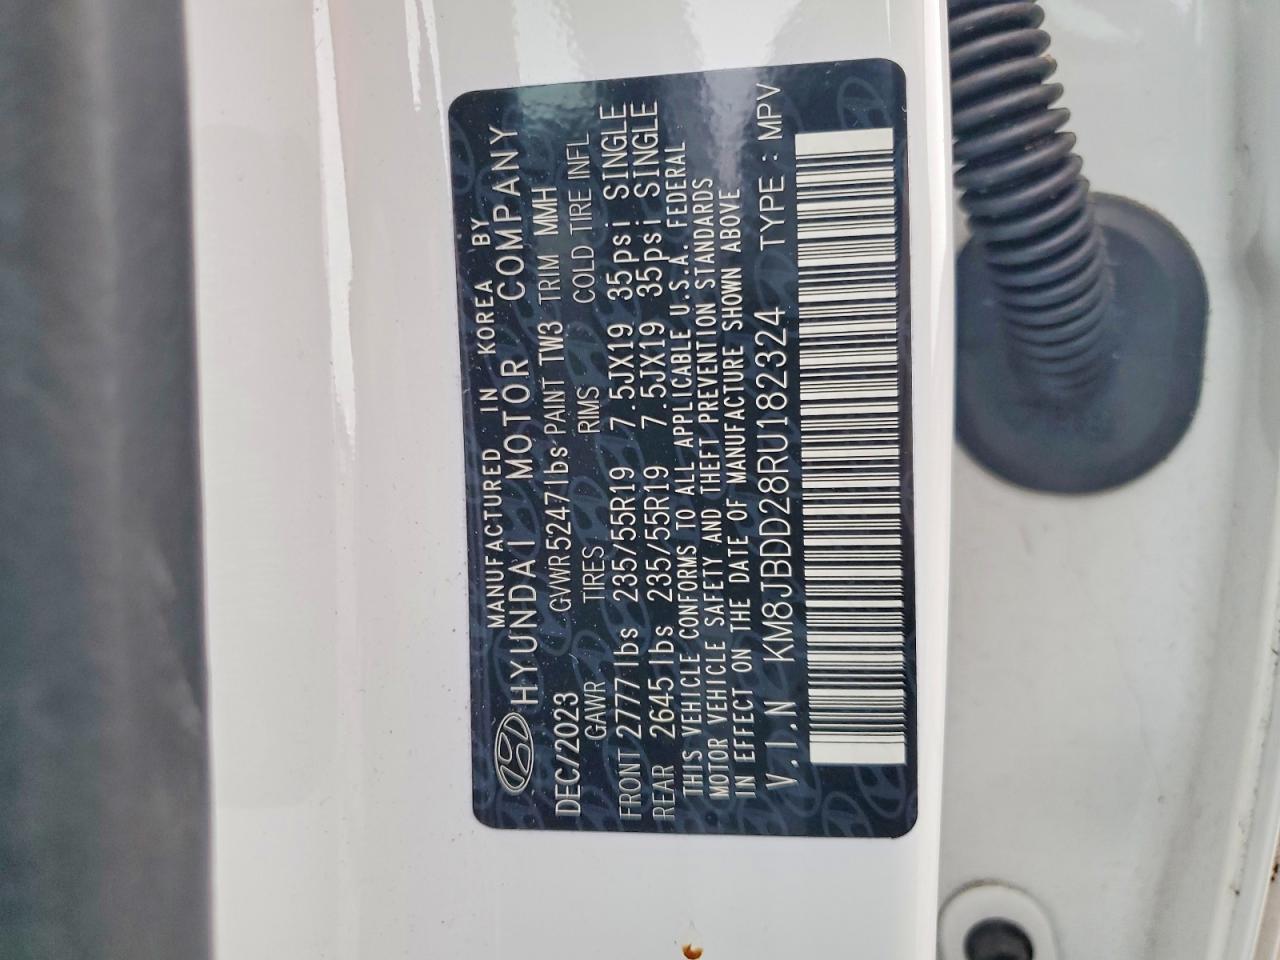 MANUFACTURED IN KOREA BY
HYUNDAI MOTOR COMPANY
DEC/2023 GVWR 5247lbs PAINT TW3 TRIM MMH
GAWR TIRES RIMS COLD TIRE INFL
FRONT 2777lbs 235/55R19 7.5JX19 35psi SINGLE
REAR 2645lbs 235/55R19 7.5JX19 35psi SINGLE
THIS VEHICLE CONFORMS TO ALL APPLICABLE U.S.A. FEDERAL
MOTOR VEHICLE SAFETY AND THEFT PREVENTION STANDARDS
IN EFFECT ON THE DATE OF MANUFACTURE SHOWN ABOVE
V.I.N KM8JBDD28RU182324 TYPE : MPV